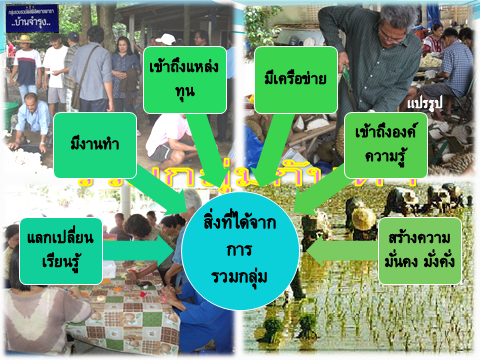 ..บ้านจำรุง..
เข้าถึงแหล่ง
ทุน
มีเครือข่าย
แปรรูป
มีงานทำ
เข้าถึงองค์
ความรู้
แลกเปลี่ยน
เรียนรู้
สิ่งที่ได้จาก
การ
รวมกลุ่ม
สร้างความ
มั่นคง มั่งคั่ง